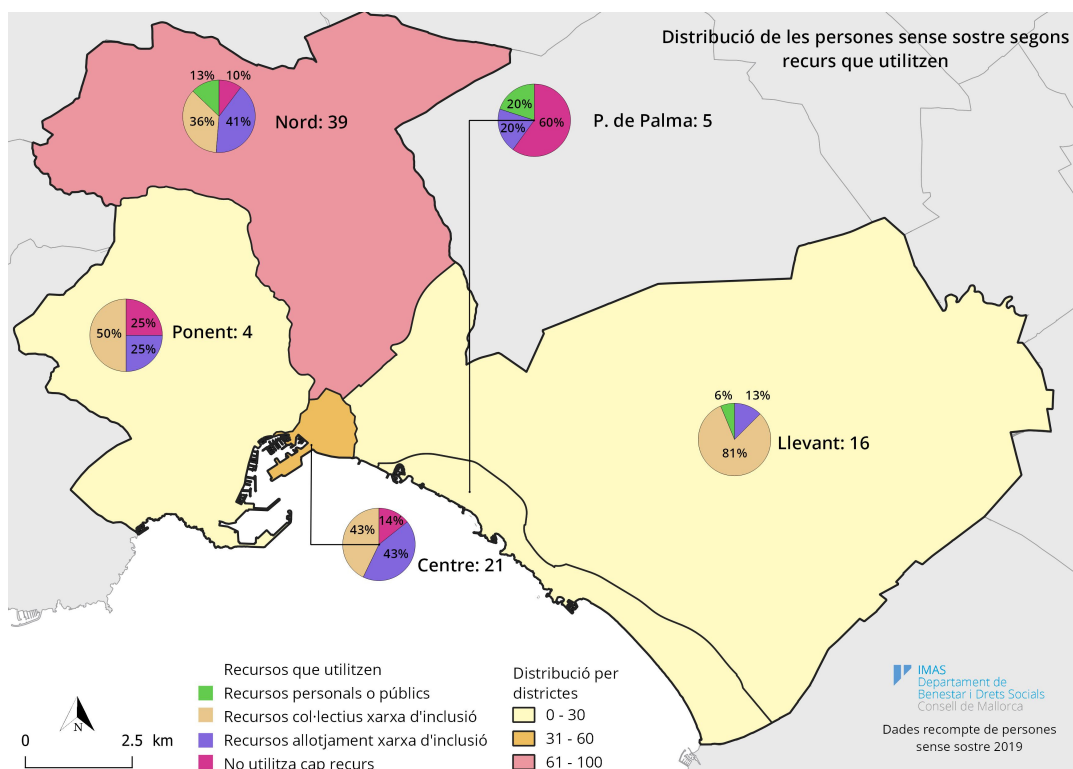 Distribució de les persones sense sostre segons
recurs que utilitzen
13%
10%
36%
41%
Nord: 39
20%
20%
60%
P. de Palma: 5
50%
25%
25%
Ponent: 4
6%
13%
81%
Llevant: 16
43%
14%
43%
Centre: 21
Recursos que utilitzen
Recursos personals o públics
Recursos col·lectius xarxa d'inclusió
Recursos allotjament xarxa d'inclusió
No utilitza cap recurs
Distribució per
districtes
0 - 30
31 - 60
61 - 100
N
0 2.5 km
IMAS
Departament de
Benestar i Drets Socials
Consell de Mallorca
Dades recompte de persones
sense sostre 2019